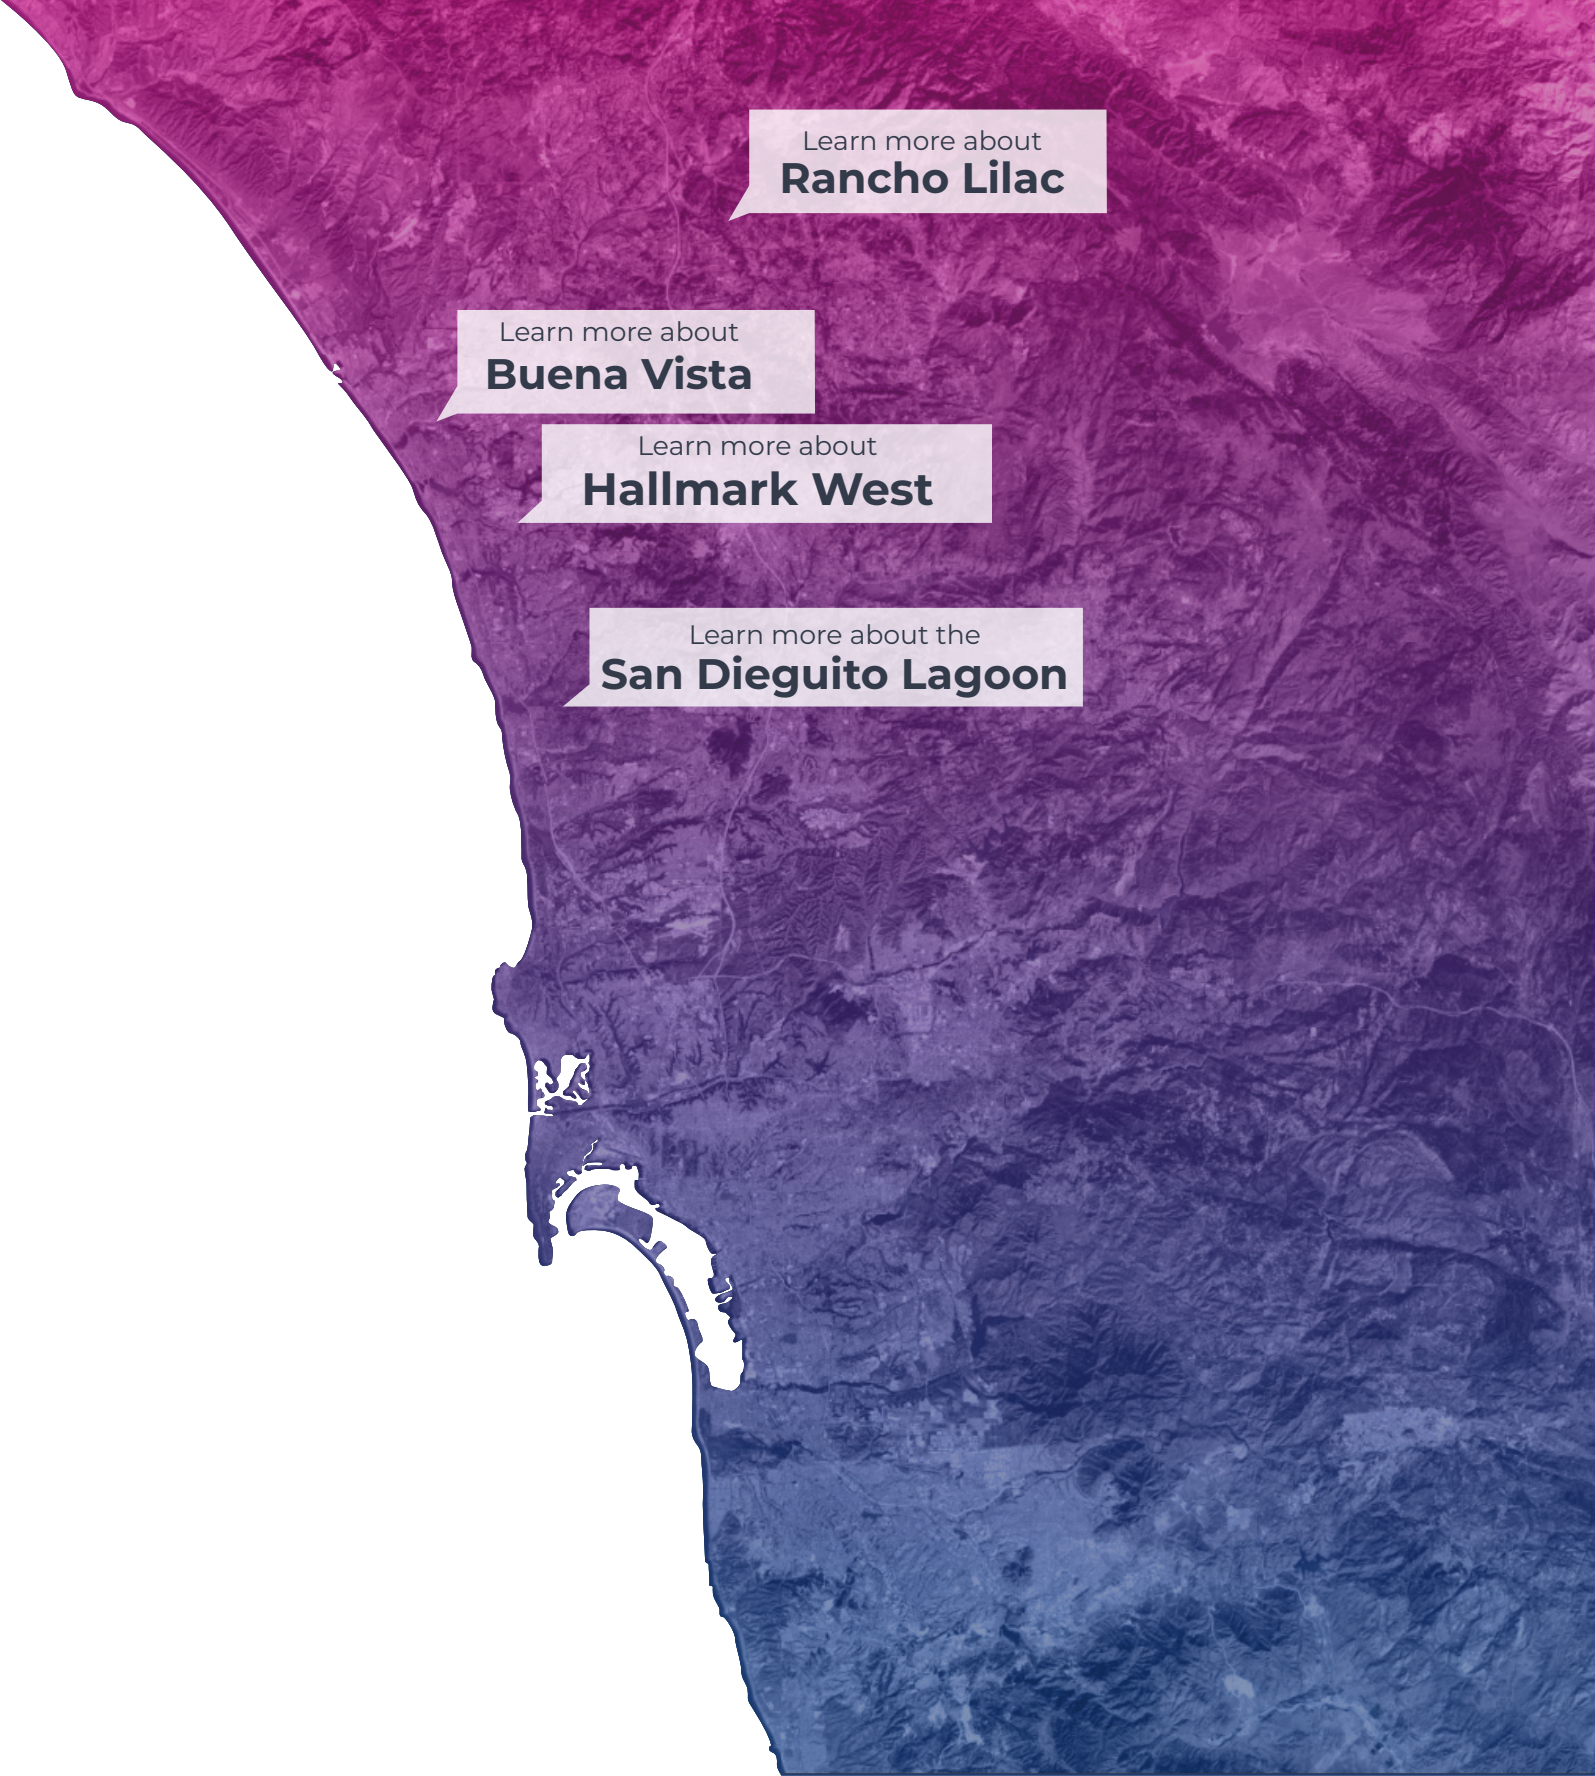 Learn more about
Rancho Lilac
Learn more about
Buena Vista
Learn more about
Hallmark West
Learn more about the
San Dieguito Lagoon